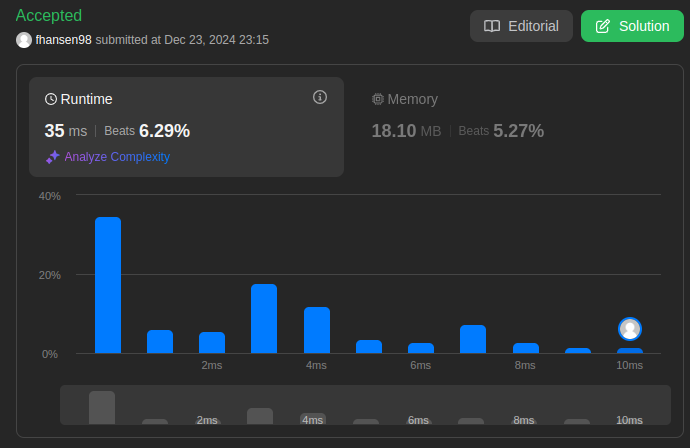 Accepted
Editorial
Solution
fhansen98 submitted at Dec 23, 2024 23:15
Runtime
Memory
35 ms Beats 6.29%
18.10 MB Beats 5.27%
Analyze Complexity
40%
20%
0%
2ms 4ms 6ms 8ms 10ms
2ms 4ms 6ms 8ms 10ms